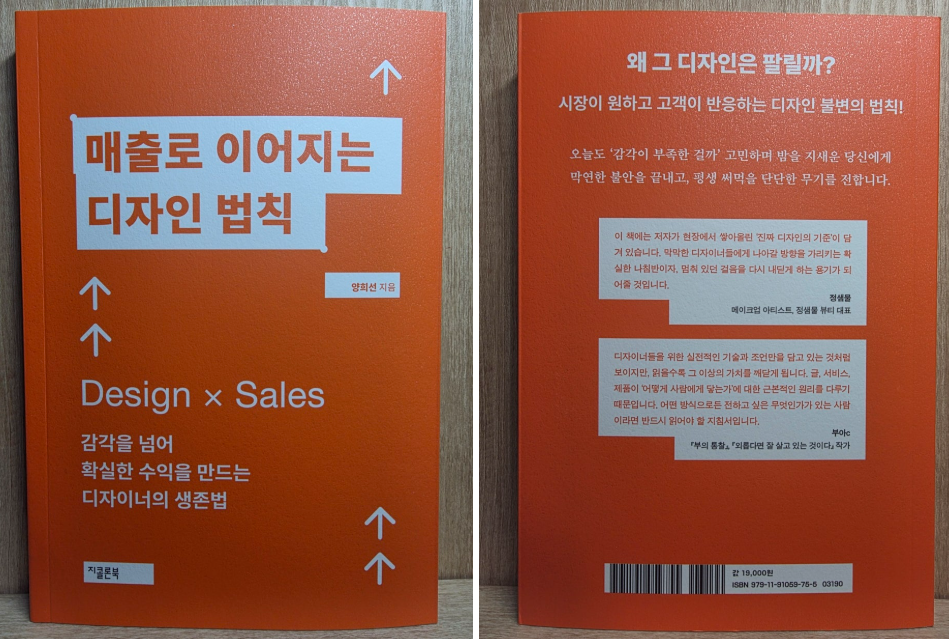 매출로 이어지는
디자인 법칙
양희선 지음
Design × Sales
감각을 넘어
확실한 수익을 만드는
디자이너의 생존법
지콜론북
왜 그 디자인은 팔릴까?
시장이 원하고 고객이 반응하는 디자인 불변의 법칙!
오늘도 ‘감각이 부족한 걸까’ 고민하며 밤을 지새운 당신에게
막연한 불안을 끝내고, 평생 써먹을 단단한 무기를 전합니다.
이 책에는 저자가 현장에서 쌓아올린 ‘진짜 디자인의 기준’이 담
겨 있습니다. 막막한 디자이너들에게 나아갈 방향을 가리키는 확
실한 나침반이자, 멈춰 있던 걸음을 다시 내딛게 하는 용기가 되
어줄 것입니다.
정샘물
메이크업 아티스트, 정샘물 뷰티 대표
디자이너들을 위한 실전적인 기술과 조언만을 담고 있는 것처럼
보이지만, 읽을수록 그 이상의 가치를 깨닫게 됩니다. 글, 서비스,
제품이 ‘어떻게 사람에게 닿는가’에 대한 근본적인 원리를 다루기
때문입니다. 어떤 방식으로든 전하고 싶은 무엇인가가 있는 사람
이라면 반드시 읽어야 할 지침서입니다.
부아c
『부의 통찰』, 『외롭다면 잘 살고 있는 것이다』 작가
값 19,000원
ISBN 979-11-91059-75-5 03190